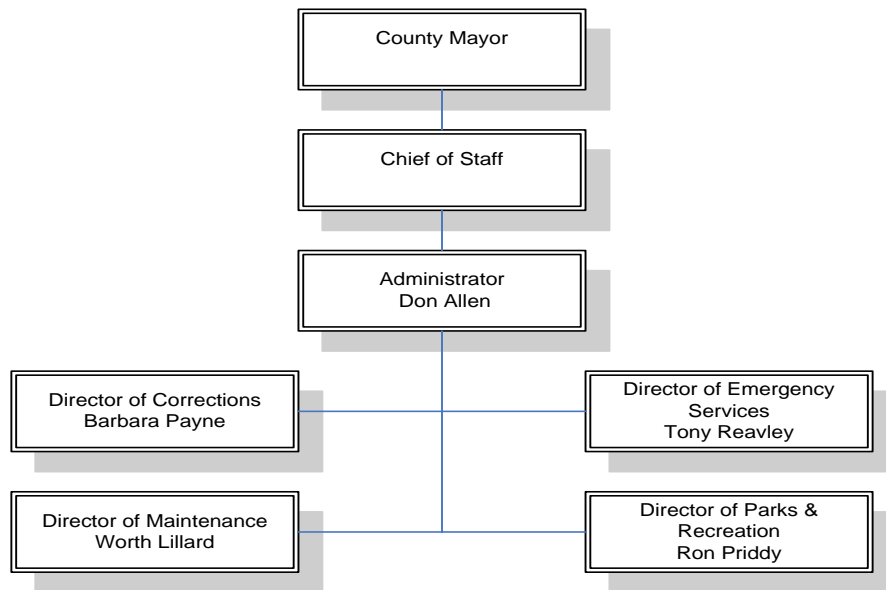 County Mayor
Chief of Staff
Administrator
Don Allen
Director of Corrections
Barbara Payne
Director of Emergency
Services
Tony Reavley
Director of Maintenance
Worth Lillard
Director of Parks &
Recreation
Ron Priddy